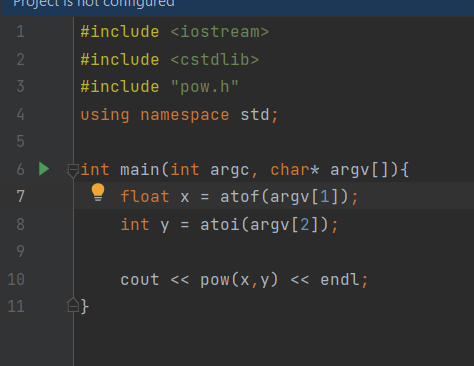 Project is not configured
1 #include <iostream>
2 #include <cstdlib>
3 #include "pow.h"
4 using namespace std;
5
6 int main(int argc, char* argv[]){
7 float x = atof(argv[1]);
8 int y = atoi(argv[2]);
9
10 cout << pow(x,y) << endl;
11 }